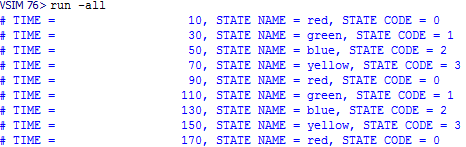 VSIM 76> run -all
# TIME = 10, STATE NAME = red, STATE CODE = 0
# TIME = 30, STATE NAME = green, STATE CODE = 1
# TIME = 50, STATE NAME = blue, STATE CODE = 2
# TIME = 70, STATE NAME = yellow, STATE CODE = 3
# TIME = 90, STATE NAME = red, STATE CODE = 0
# TIME = 110, STATE NAME = green, STATE CODE = 1
# TIME = 130, STATE NAME = blue, STATE CODE = 2
# TIME = 150, STATE NAME = yellow, STATE CODE = 3
# TIME = 170, STATE NAME = red, STATE CODE = 0